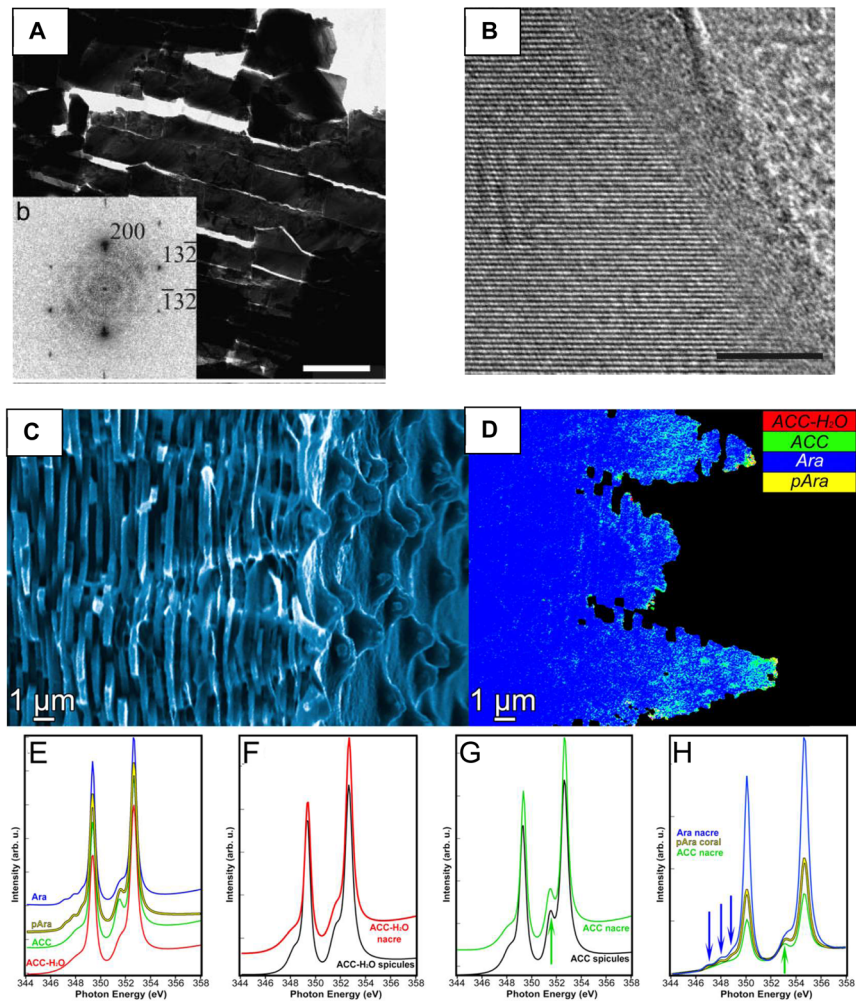 A
B
b
200
132̅
1̅32̅
C
D
ACC-H₂O
ACC
Ara
pAra
1 µm
1 µm
E
F
G
H
Intensity (arb. u.)
Intensity (arb. u.)
Intensity (arb. u.)
Intensity (arb. u.)
Ara
pAra
ACC
ACC-H₂O
ACC-H₂O
nacre
ACC-H₂O spicules
ACC nacre
ACC spicules
Ara nacre
pAra coral
ACC nacre
344 346 348 350 352 354 356 358
344 346 348 350 352 354 356 358
344 346 348 350 352 354 356 358
344 346 348 350 352 354 356 358
Photon Energy (eV)
Photon Energy (eV)
Photon Energy (eV)
Photon Energy (eV)